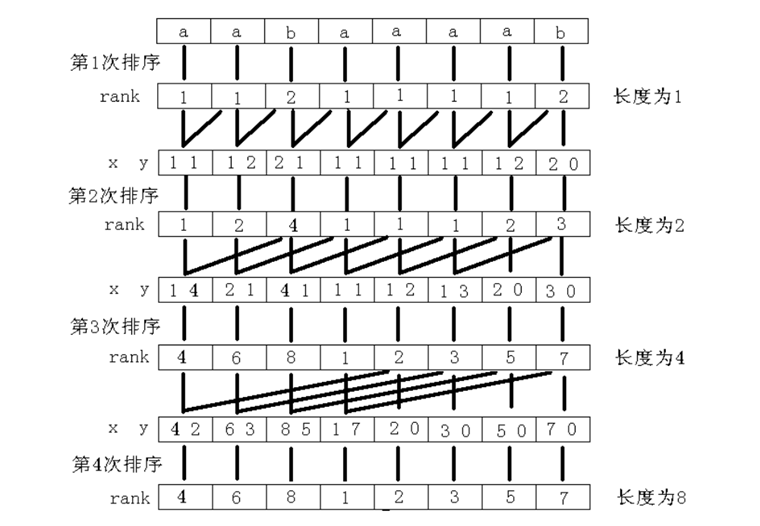 a a b a a a a b
第1次排序
rank 1 1 2 1 1 1 1 2 长度为1
x y 1 1 1 2 2 1 1 1 1 1 1 1 1 2 2 0
第2次排序
rank 1 2 4 1 1 1 2 3 长度为2
x y 1 4 2 1 4 1 1 1 1 2 1 3 2 0 3 0
第3次排序
rank 4 6 8 1 2 3 5 7 长度为4
x y 4 2 6 3 8 5 1 7 2 0 3 0 5 0 7 0
第4次排序
rank 4 6 8 1 2 3 5 7 长度为8